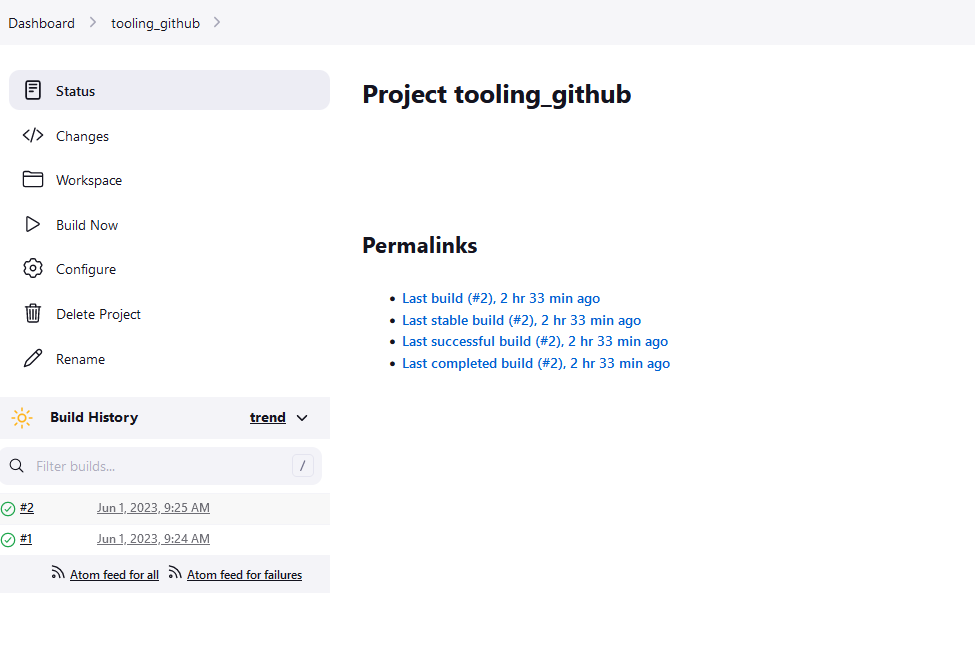 Dashboard
tooling_github
Status
Changes
Workspace
Build Now
Configure
Delete Project
Rename
Build History
trend
Filter builds...
/
#2
Jun 1, 2023, 9:25 AM
#1
Jun 1, 2023, 9:24 AM
Atom feed for all
Atom feed for failures
Project tooling_github
Permalinks
Last build (#2), 2 hr 33 min ago
Last stable build (#2), 2 hr 33 min ago
Last successful build (#2), 2 hr 33 min ago
Last completed build (#2), 2 hr 33 min ago